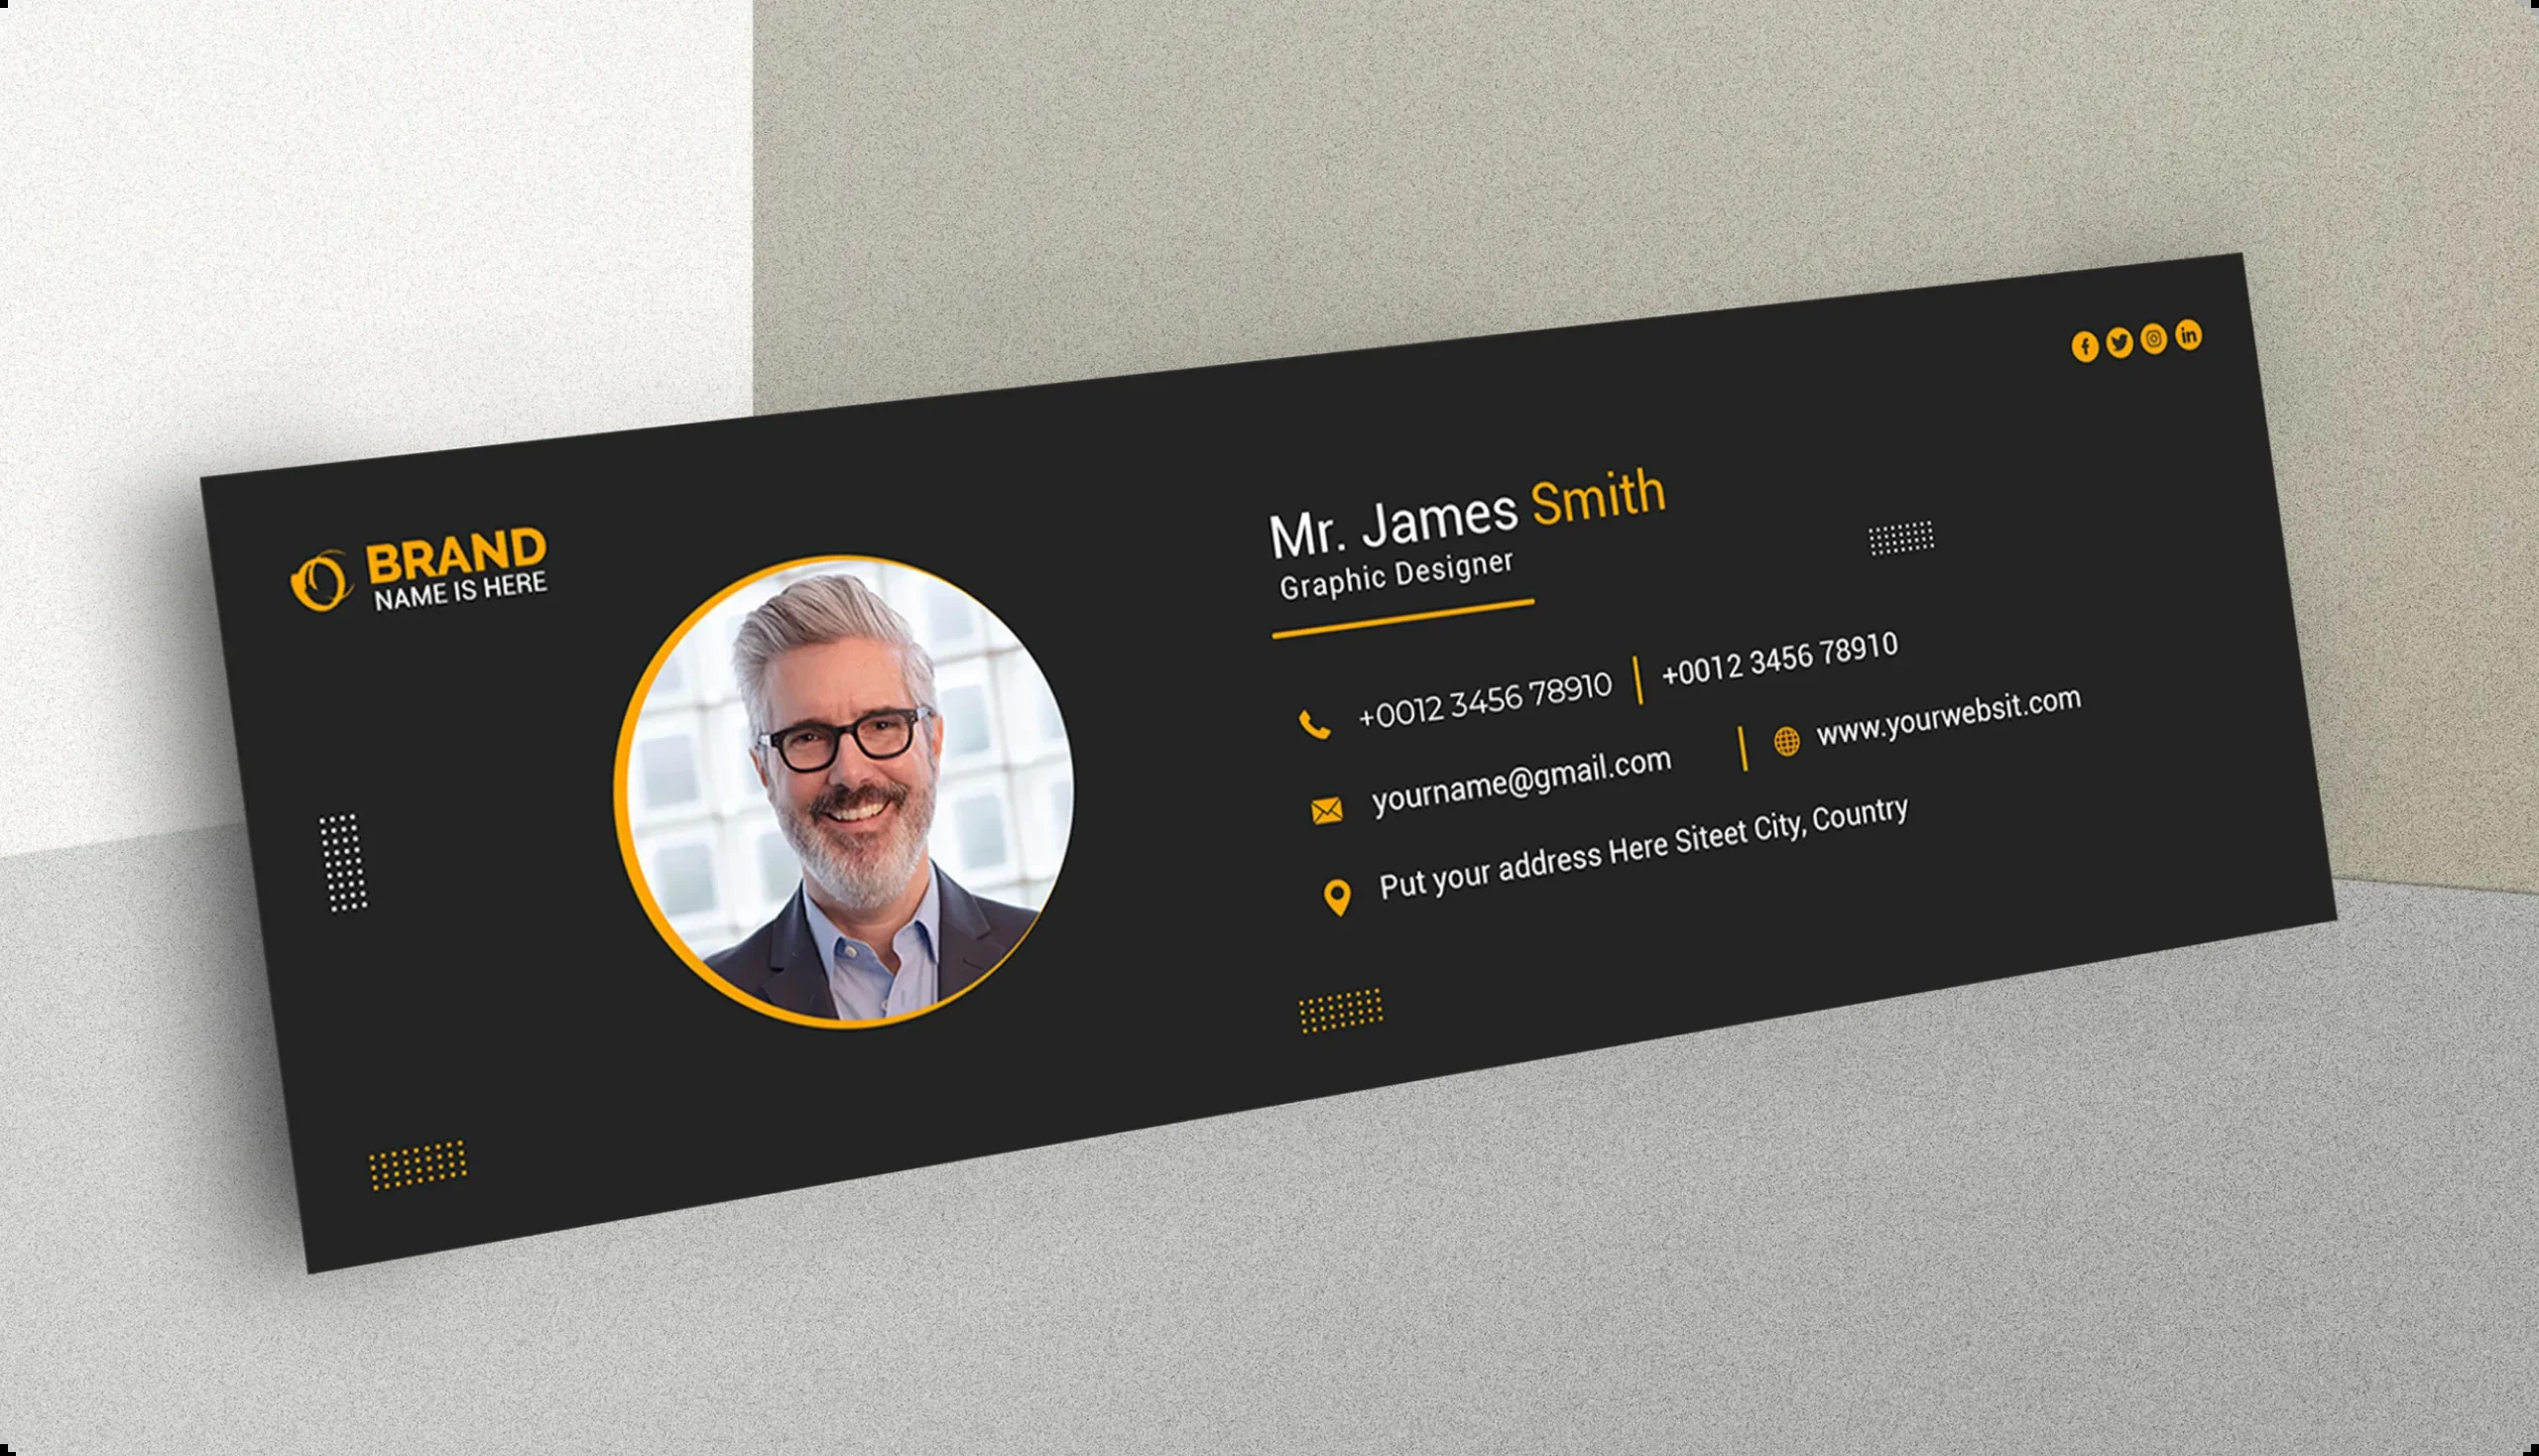 BRAND
NAME IS HERE
Mr. James Smith
Graphic Designer
+0012 3456 78910 | +0012 3456 78910
yourname@gmail.com | www.yourwebsit.com
Put your address Here Siteet City, Country